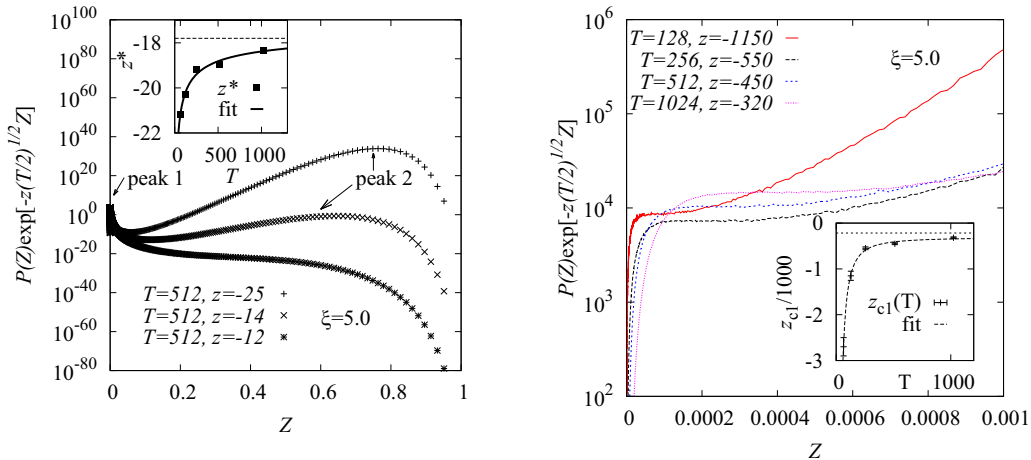 P(Z)exp[-z(T/2)^{1/2}Z]
10^{100}
10^{80}
10^{60}
10^{40}
10^{20}
10^{0}
10^{-20}
10^{-40}
10^{-60}
10^{-80}
z*
-18
-20
-22
z*
fit
0 500 1000
T
peak 1
peak 2
T=512, z=-25
T=512, z=-14
T=512, z=-12
ξ=5.0
0 0.2 0.4 0.6 0.8 1
Z
P(Z)exp[-z(T/2)^{1/2}Z]
10^{6}
10^{5}
10^{4}
10^{3}
10^{2}
T=128, z=-1150
T=256, z=-550
T=512, z=-450
T=1024, z=-320
ξ=5.0
z_{c1}/1000
0
-1
-2
-3
z_{c1}(T)
fit
0 T 1000
0 0.0002 0.0004 0.0006 0.0008 0.001
Z